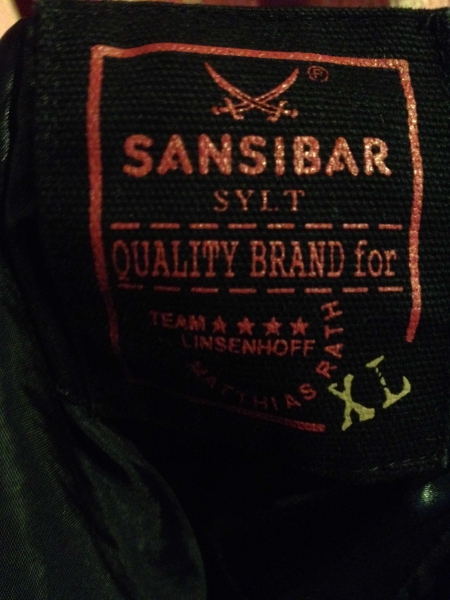 ®
SANSIBAR
SYLT
QUALITY BRAND for
TEAM ★ ★ ★ ★
LINSENHOFF
MATTHIAS RATH
XL